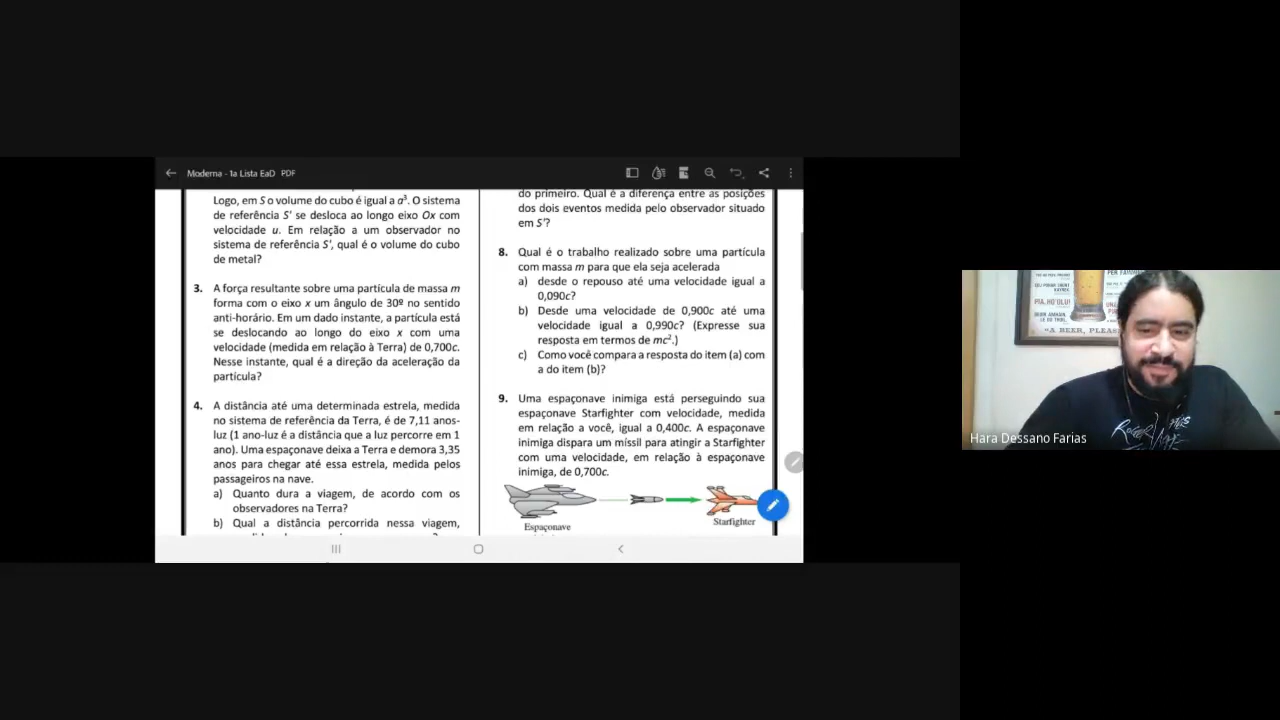 Moderna - 1a Lista EaD PDF
Logo, em S o volume do cubo é igual a a³. O sistema
de referência S' se desloca ao longo eixo Ox com
velocidade u. Em relação a um observador no
sistema de referência S', qual é o volume do cubo
de metal?
3. A força resultante sobre uma partícula de massa m
forma com o eixo x um ângulo de 30º no sentido
anti-horário. Em um dado instante, a partícula está
se deslocando ao longo do eixo x com uma
velocidade (medida em relação à Terra) de 0,700c.
Nesse instante, qual é a direção da aceleração da
partícula?
4. A distância até uma determinada estrela, medida
no sistema de referência da Terra, é de 7,11 anos-
luz (1 ano-luz é a distância que a luz percorre em 1
ano). Uma espaçonave deixa a Terra e demora 3,35
anos para chegar até essa estrela, medida pelos
passageiros na nave.
a) Quanto dura a viagem, de acordo com os
observadores na Terra?
b) Qual a distância percorrida nessa viagem,
do primeiro. Qual é a diferença entre as posições
dos dois eventos medida pelo observador situado
em S'?
8. Qual é o trabalho realizado sobre uma partícula
com massa m para que ela seja acelerada
a) desde o repouso até uma velocidade igual a
0,090c?
b) Desde uma velocidade de 0,900c até uma
velocidade igual a 0,990c? (Expresse sua
resposta em termos de mc².)
c) Como você compara a resposta do item (a) com
a do item (b)?
9. Uma espaçonave inimiga está perseguindo sua
espaçonave Starfighter com velocidade, medida
em relação a você, igual a 0,400c. A espaçonave
inimiga dispara um míssil para atingir a Starfighter
com uma velocidade, em relação à espaçonave
inimiga, de 0,700c.
Espaçonave
Starfighter
"A BEER, PLEAS
ROGER
Hara Dessano Farias